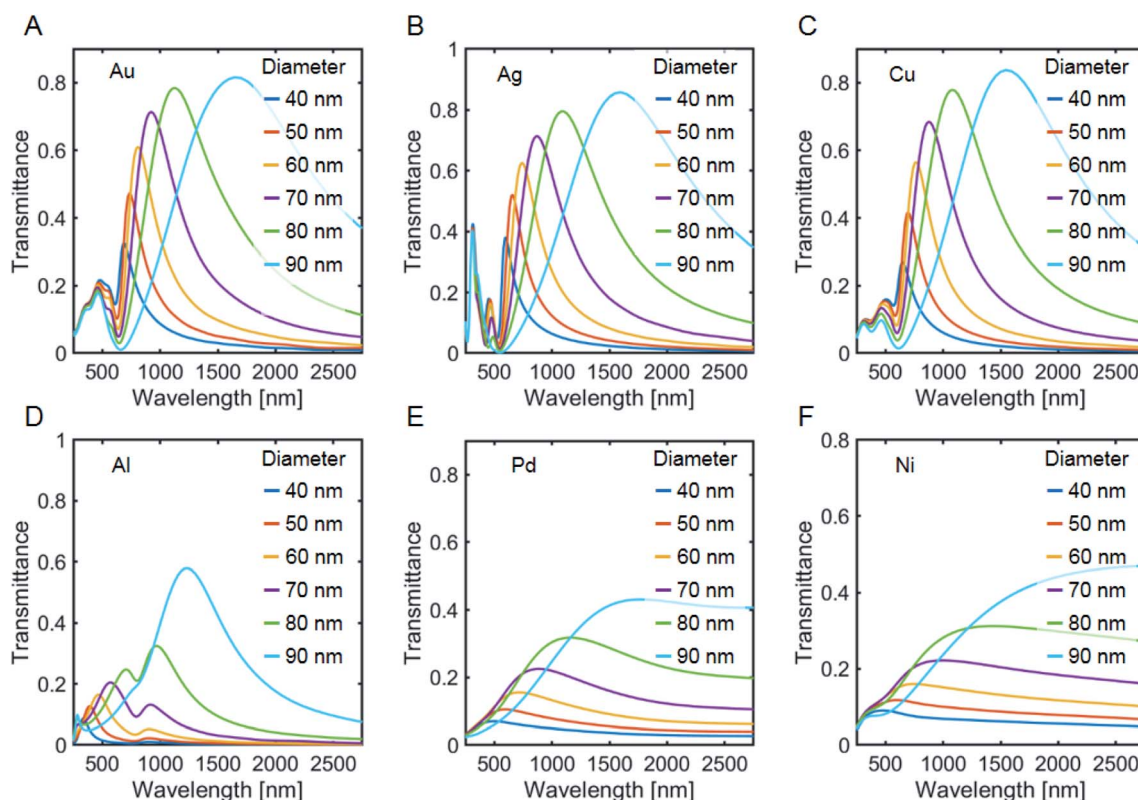 A
Au
Diameter
40 nm
50 nm
60 nm
70 nm
80 nm
90 nm
0.8
0.6
0.4
0.2
0
500 1000 1500 2000 2500
Transmittance
Wavelength [nm]
B
Ag
Diameter
40 nm
50 nm
60 nm
70 nm
80 nm
90 nm
1
0.8
0.6
0.4
0.2
0
500 1000 1500 2000 2500
Transmittance
Wavelength [nm]
C
Cu
Diameter
40 nm
50 nm
60 nm
70 nm
80 nm
90 nm
0.8
0.6
0.4
0.2
0
500 1000 1500 2000 2500
Transmittance
Wavelength [nm]
D
Al
Diameter
40 nm
50 nm
60 nm
70 nm
80 nm
90 nm
1
0.8
0.6
0.4
0.2
0
500 1000 1500 2000 2500
Transmittance
Wavelength [nm]
E
Pd
Diameter
40 nm
50 nm
60 nm
70 nm
80 nm
90 nm
0.8
0.6
0.4
0.2
0
500 1000 1500 2000 2500
Transmittance
Wavelength [nm]
F
Ni
Diameter
40 nm
50 nm
60 nm
70 nm
80 nm
90 nm
0.8
0.6
0.4
0.2
0
500 1000 1500 2000 2500
Transmittance
Wavelength [nm]